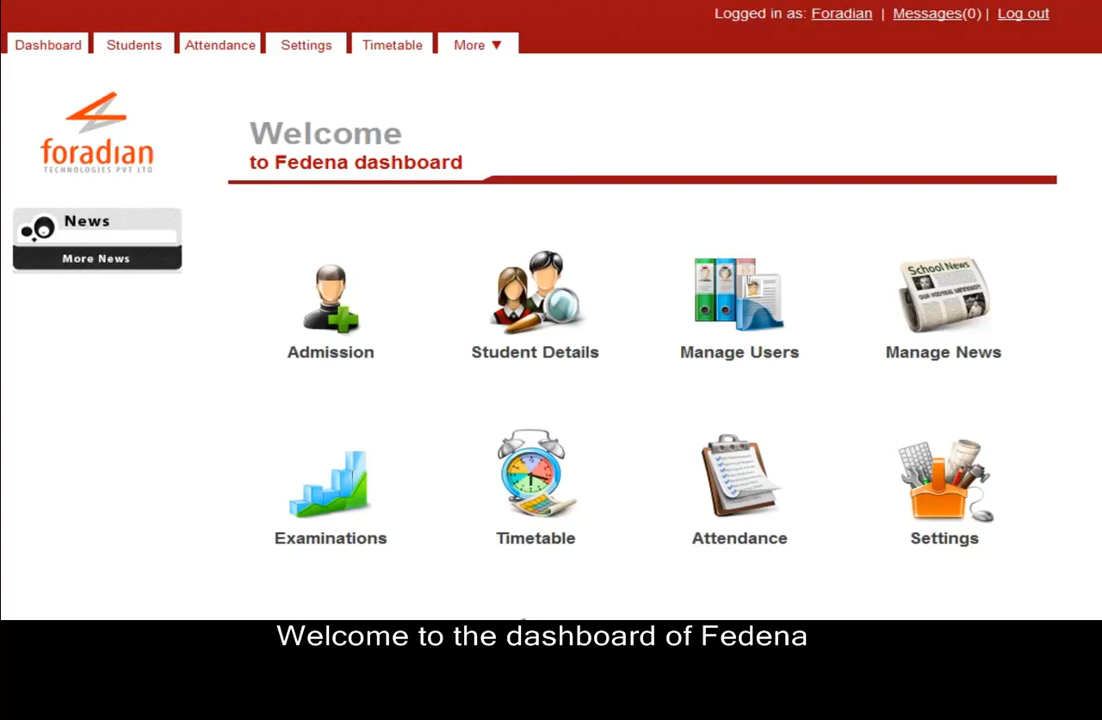 Logged in as: Foradian | Messages(0) | Log out
Dashboard Students Attendance Settings Timetable More ▼
foradian
TECHNOLOGIES PVT LTD
Welcome
to Fedena dashboard
News
More News
School News
Admission Student Details Manage Users Manage News
Examinations Timetable Attendance Settings
Welcome to the dashboard of Fedena